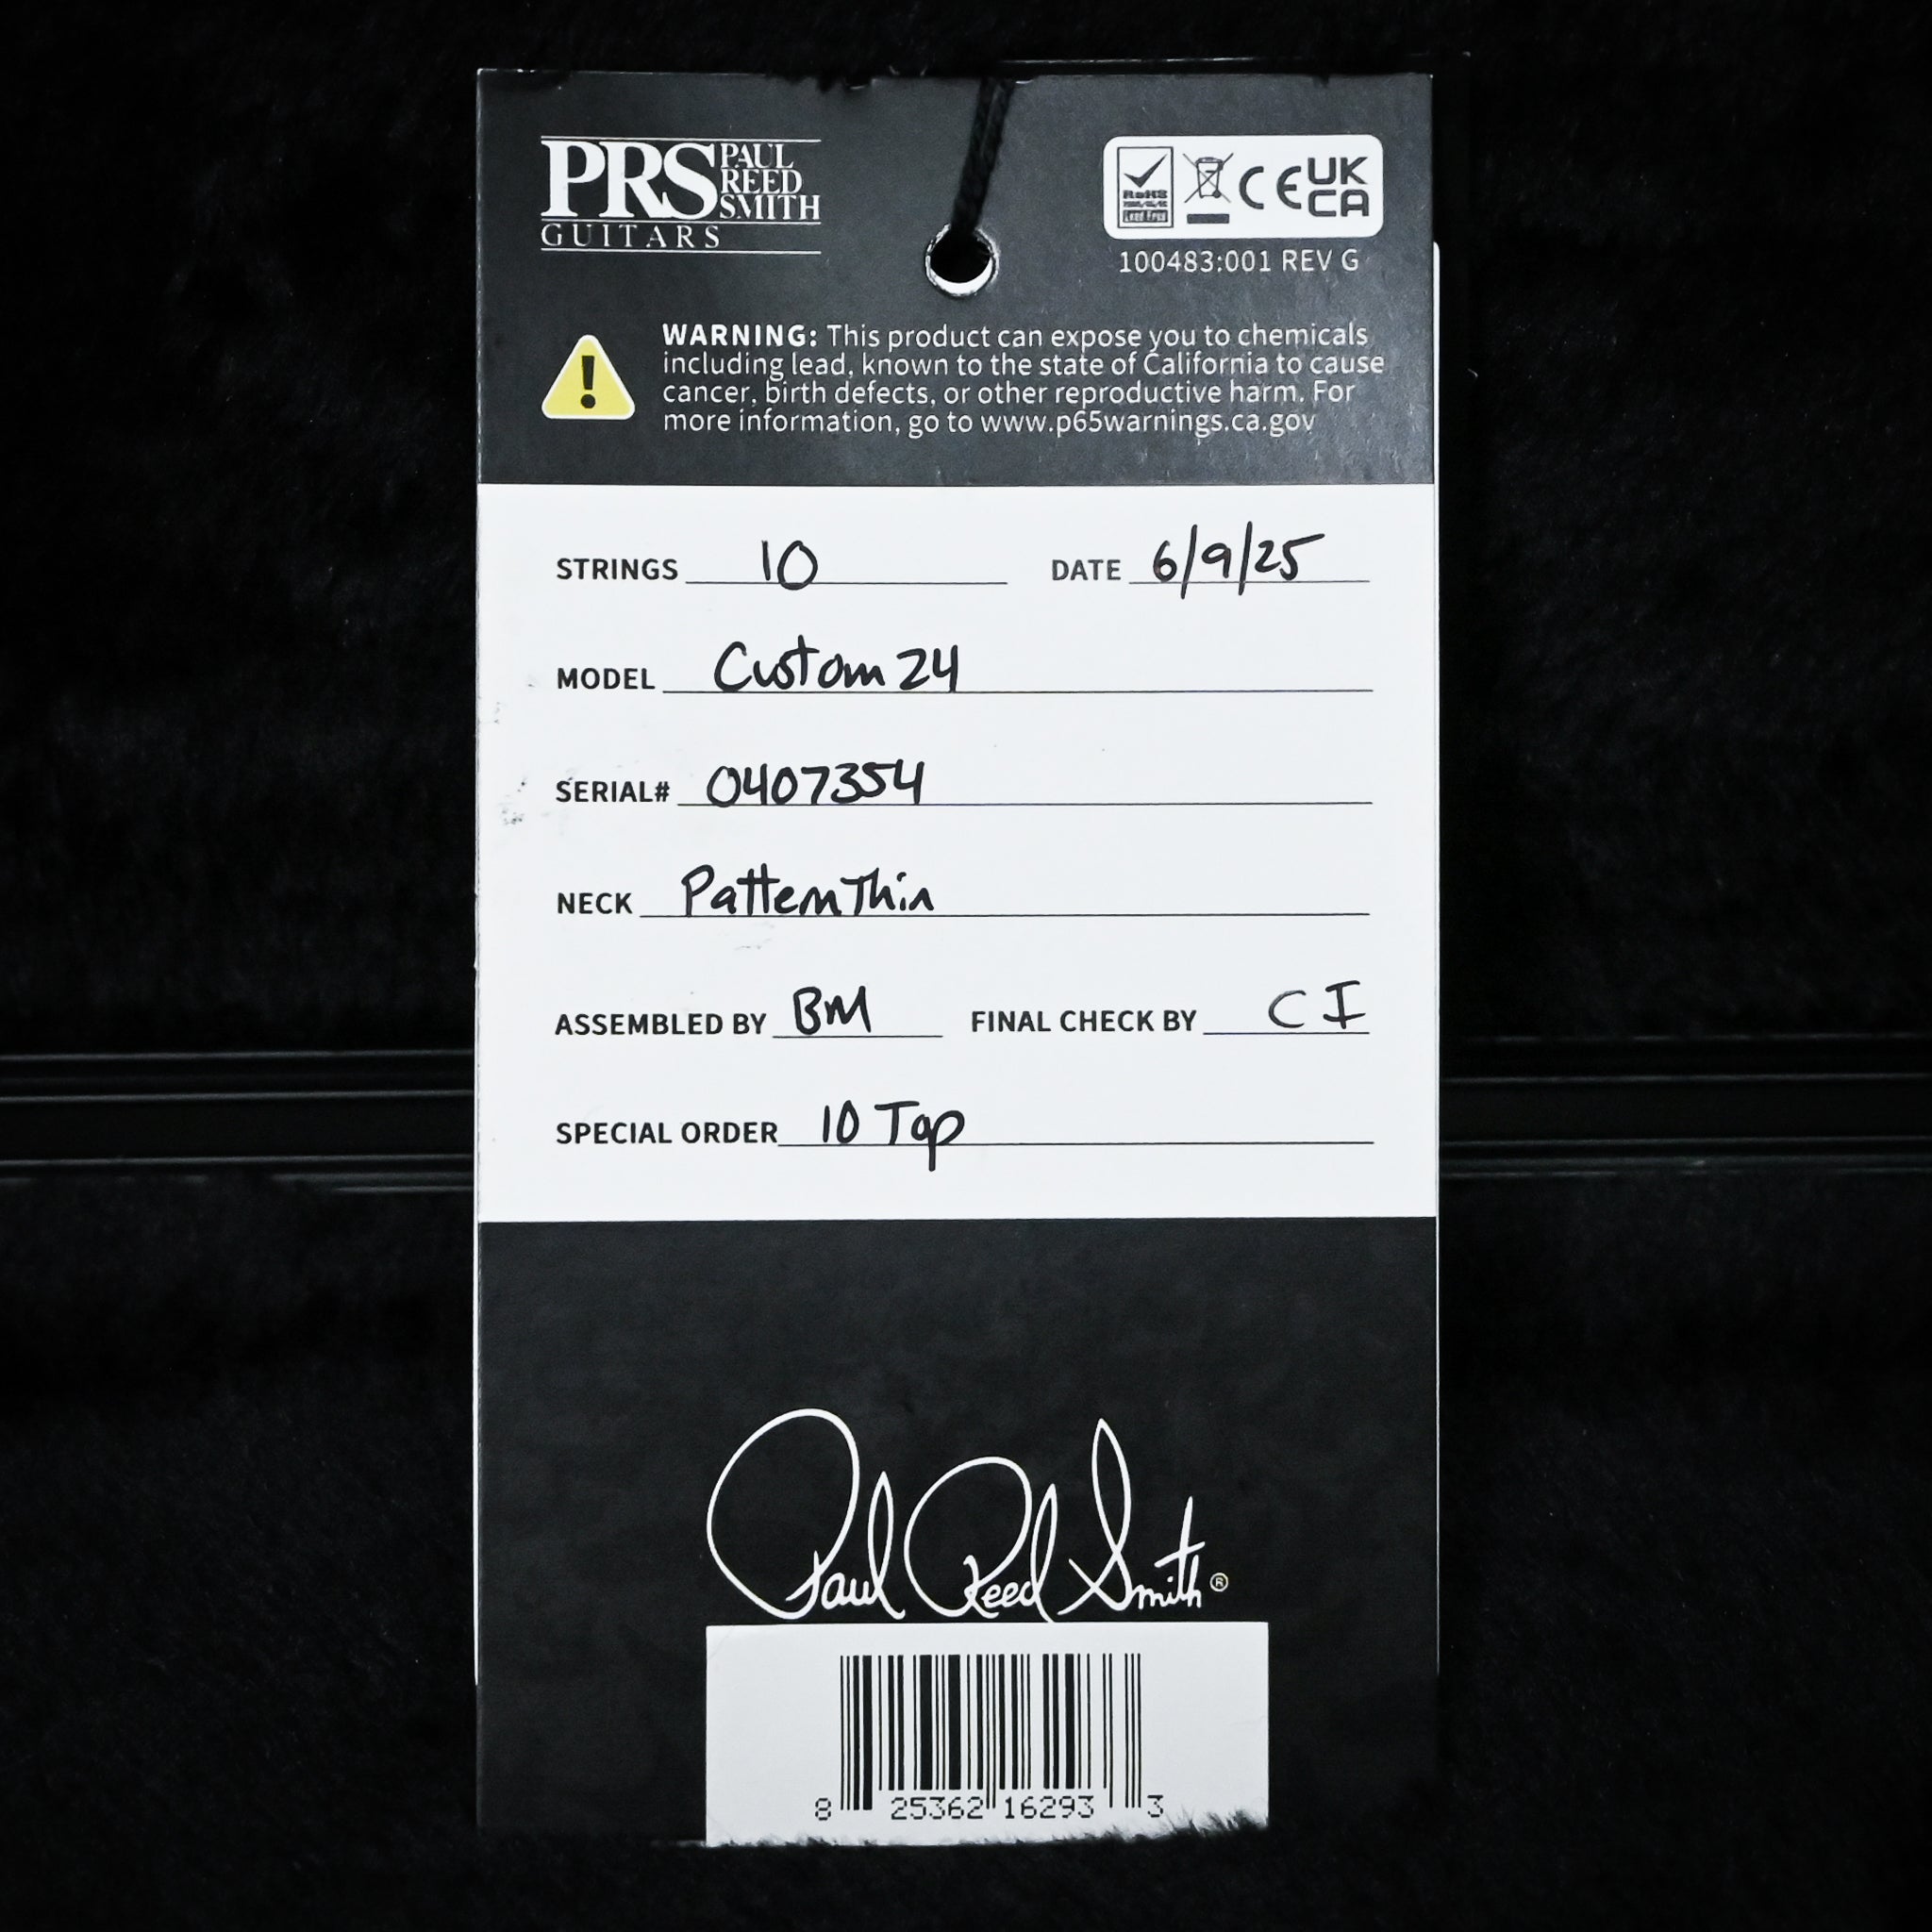 PRS PAUL
REED
SMITH
GUITARS
RoHS
Lead Free
CE UK
CA
100483:001 REV G
WARNING: This product can expose you to chemicals
including lead, known to the state of California to cause
cancer, birth defects, or other reproductive harm. For
more information, go to www.p65warnings.ca.gov
STRINGS 10 DATE 6/9/25
MODEL Custom 24
SERIAL# 0407354
NECK Pattern Thin
ASSEMBLED BY BM FINAL CHECK BY CI
SPECIAL ORDER 10 Top
Paul Reed Smith®
8 25362 16293 3